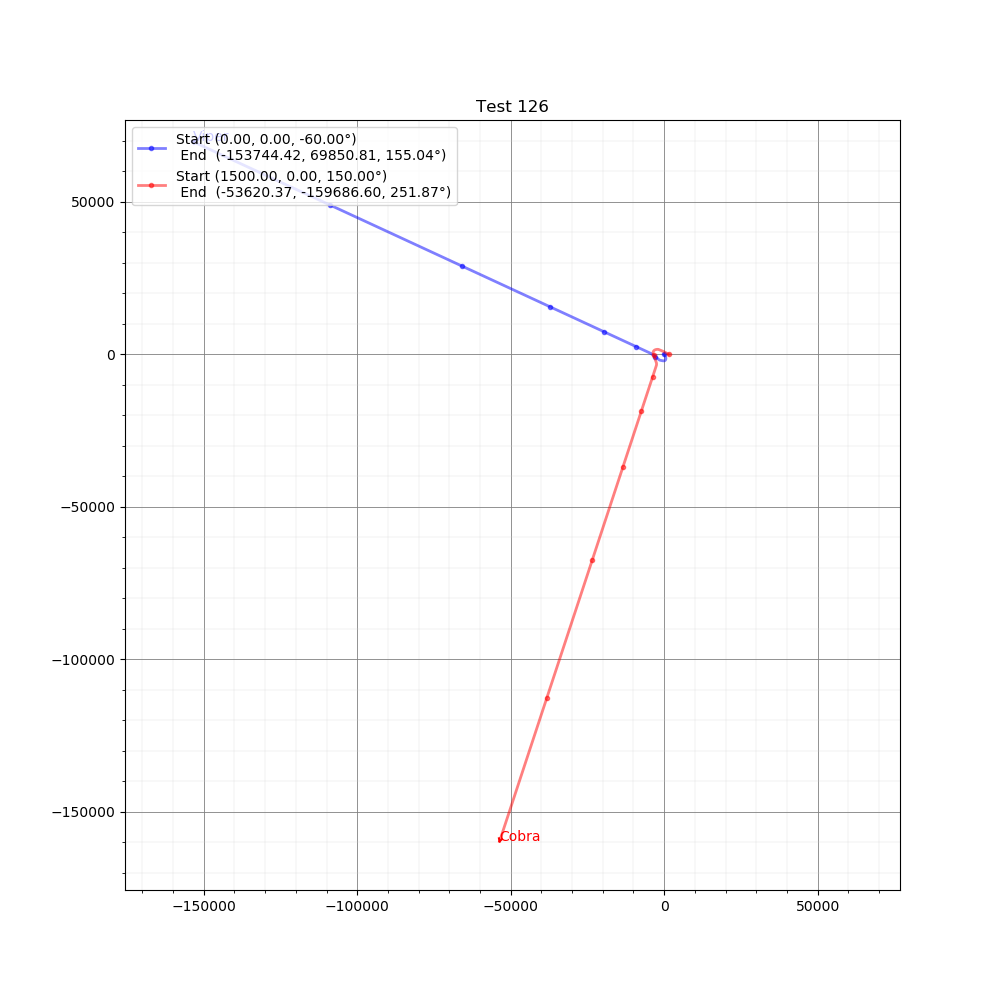 Test 126
Start (0.00, 0.00, -60.00°)
End  (-153744.42, 69850.81, 155.04°)
Start (1500.00, 0.00, 150.00°)
End  (-53620.37, -159686.60, 251.87°)
50000
0
−50000
−100000
−150000
Cobra
−150000
−100000
−50000
0
50000